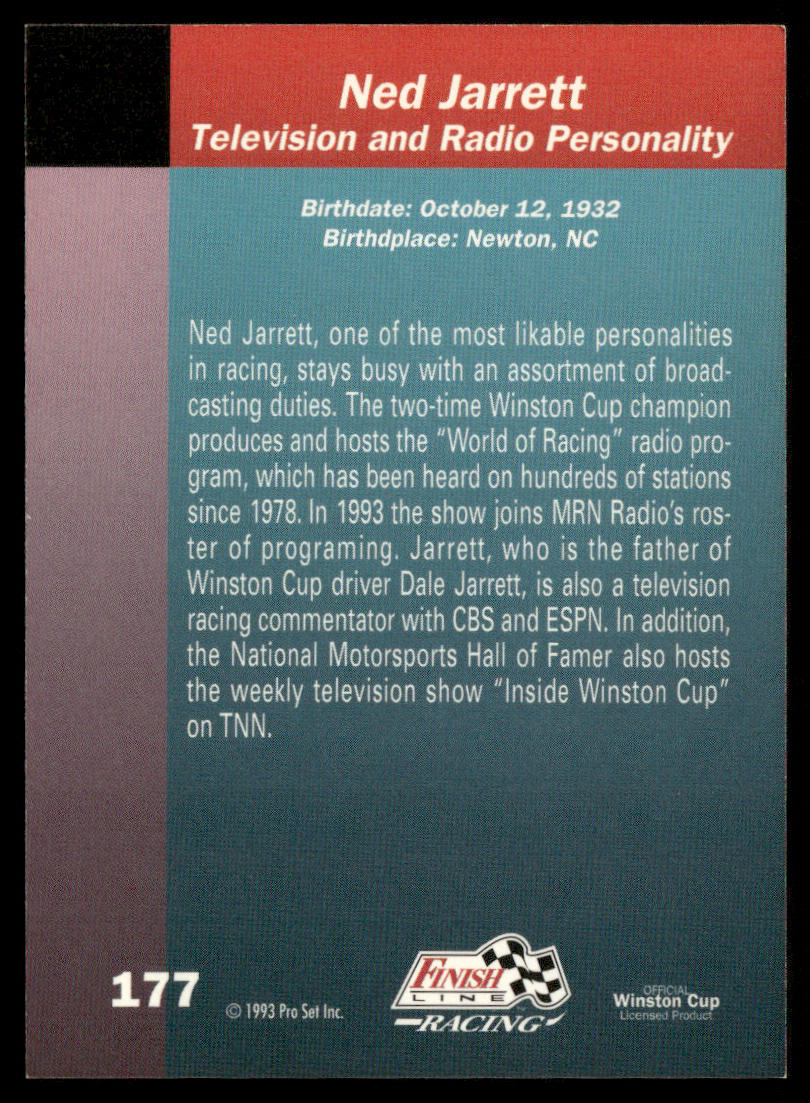 Ned Jarrett
Television and Radio Personality
Birthdate: October 12, 1932
Birthdplace: Newton, NC
Ned Jarrett, one of the most likable personalities
in racing, stays busy with an assortment of broad-
casting duties. The two-time Winston Cup champion
produces and hosts the "World of Racing" radio pro-
gram, which has been heard on hundreds of stations
since 1978. In 1993 the show joins MRN Radio's ros-
ter of programing. Jarrett, who is the father of
Winston Cup driver Dale Jarrett, is also a television
racing commentator with CBS and ESPN. In addition,
the National Motorsports Hall of Famer also hosts
the weekly television show "Inside Winston Cup"
on TNN.
177
© 1993 Pro Set Inc.
FINISH
LINE
RACING
OFFICIAL
Winston Cup
Licensed Product